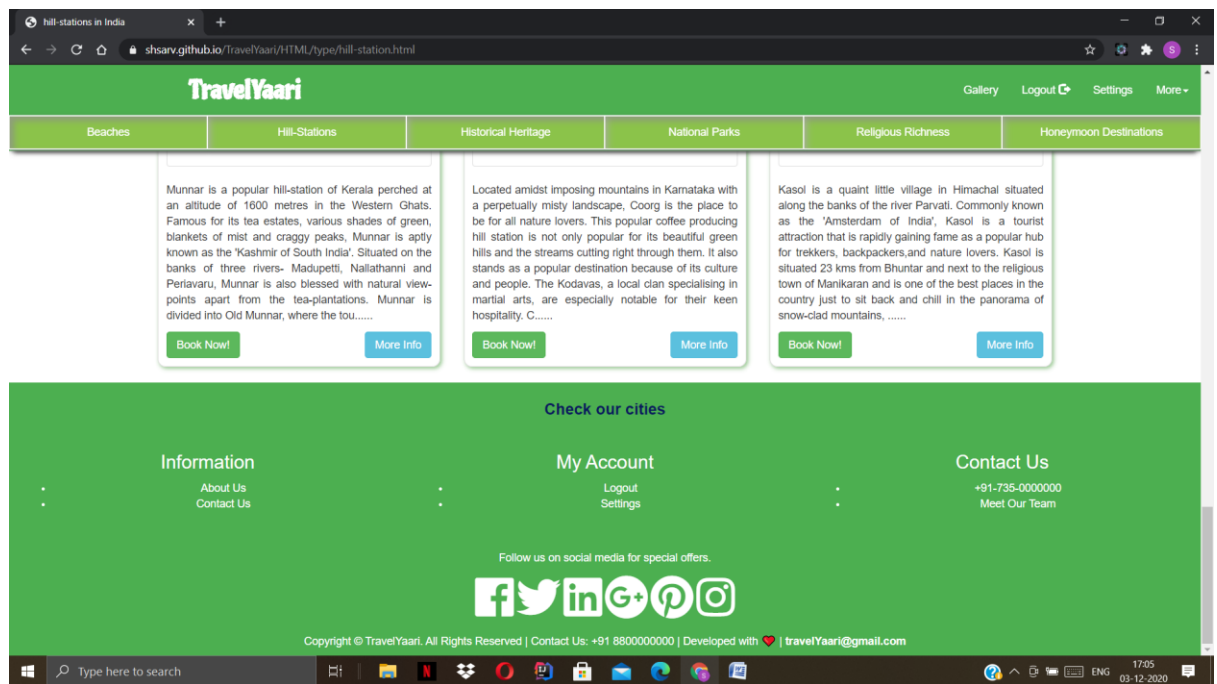 hill-stations in India
shsarv.github.io/TravelYaari/HTML/type/hill-station.html
S
TravelYaari
Gallery
Logout
Settings
More
Beaches
Hill-Stations
Historical Heritage
National Parks
Religious Richness
Honeymoon Destinations
Munnar is a popular hill-station of Kerala perched at
an altitude of 1600 metres in the Western Ghats.
Famous for its tea estates, various shades of green,
blankets of mist and craggy peaks, Munnar is aptly
known as the 'Kashmir of South India'. Situated on the
banks of three rivers- Madupetti, Nallathanni and
Periavaru, Munnar is also blessed with natural view-
points apart from the tea-plantations. Munnar is
divided into Old Munnar, where the tou......
Book Now!
More Info
Located amidst imposing mountains in Karnataka with
a perpetually misty landscape, Coorg is the place to
be for all nature lovers. This popular coffee producing
hill station is not only popular for its beautiful green
hills and the streams cutting right through them. It also
stands as a popular destination because of its culture
and people. The Kodavas, a local clan specialising in
martial arts, are especially notable for their keen
hospitality. C......
Book Now!
More Info
Kasol is a quaint little village in Himachal situated
along the banks of the river Parvati. Commonly known
as the 'Amsterdam of India', Kasol is a tourist
attraction that is rapidly gaining fame as a popular hub
for trekkers, backpackers,and nature lovers. Kasol is
situated 23 kms from Bhuntar and next to the religious
town of Manikaran and is one of the best places in the
country just to sit back and chill in the panorama of
snow-clad mountains, ......
Book Now!
More Info
Check our cities
Information
About Us
Contact Us
My Account
Logout
Settings
Contact Us
+91-735-0000000
Meet Our Team
Follow us on social media for special offers.
Copyright © TravelYaari. All Rights Reserved | Contact Us: +91 8800000000 | Developed with ❤ | travelYaari@gmail.com
Type here to search
ENG
17:05
03-12-2020